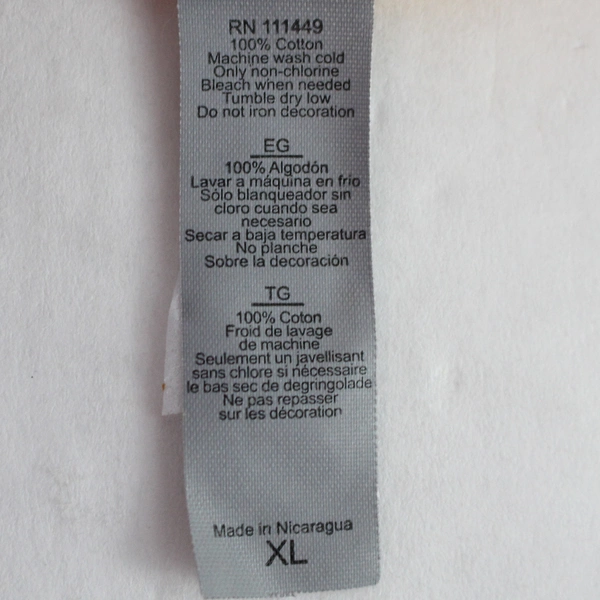 RN 111449
100% Cotton
Machine wash cold
Only non-chlorine
Bleach when needed
Tumble dry low
Do not iron decoration
EG
100% Algodón
Lavar a máquina en frio
Sólo blanqueador sin
cloro cuando sea
necesario
Secar a baja temperatura
No planche
Sobre la decoración
TG
100% Coton
Froid de lavage
de machine
Seulement un javellisant
sans chlore si nécessaire
le bas sec de degringolade
Ne pas repasser
sur les décoration
Made in Nicaragua
XL